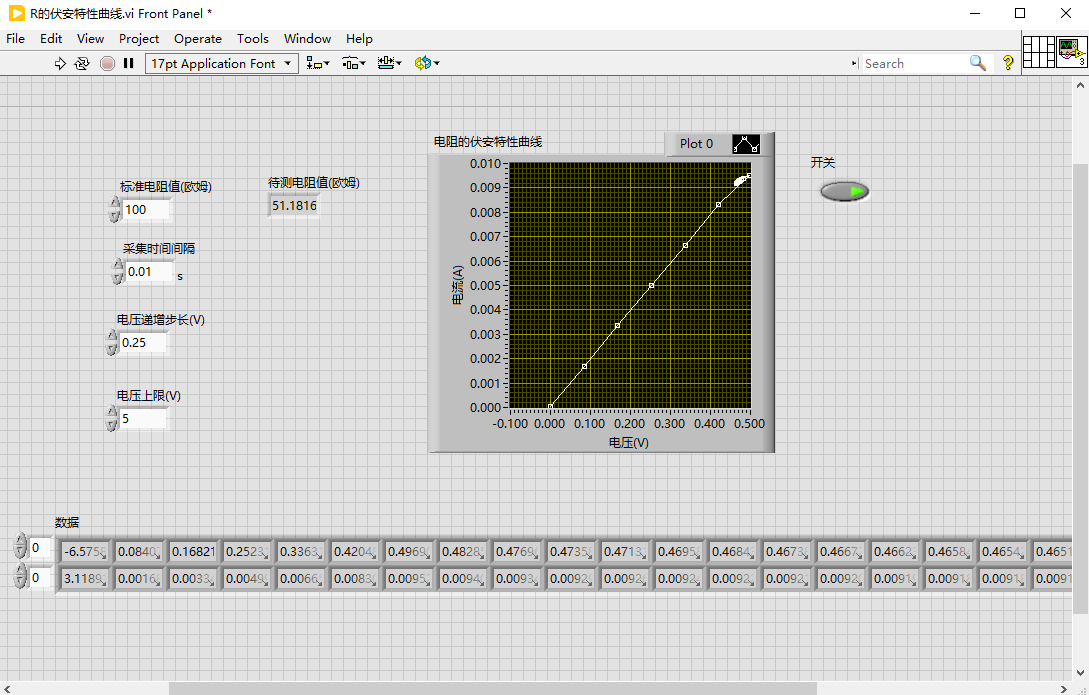 R的伏安特性曲线.vi Front Panel *
File Edit View Project Operate Tools Window Help
17pt Application Font
Search
?
3
电阻的伏安特性曲线
Plot 0
开关
标准电阻值(欧姆)
100
待测电阻值(欧姆)
51.1816
采集时间间隔
0.01 s
电压递增步长(V)
0.25
电压上限(V)
5
电流(A)
0.010
0.009
0.008
0.007
0.006
0.005
0.004
0.003
0.002
0.001
0.000
-0.100 0.000 0.100 0.200 0.300 0.400 0.500
电压(V)
数据
0 -6.575 0.0840 0.16821 0.2523 0.3363 0.4204 0.4969 0.4828 0.4769 0.4735 0.4713 0.4695 0.4684 0.4673 0.4667 0.4662 0.4658 0.4654 0.4651
0 3.1189 0.0016 0.0033 0.0049 0.0066 0.0083 0.0095 0.0094 0.0093 0.0092 0.0092 0.0092 0.0092 0.0092 0.0092 0.0091 0.0091 0.0091 0.0091